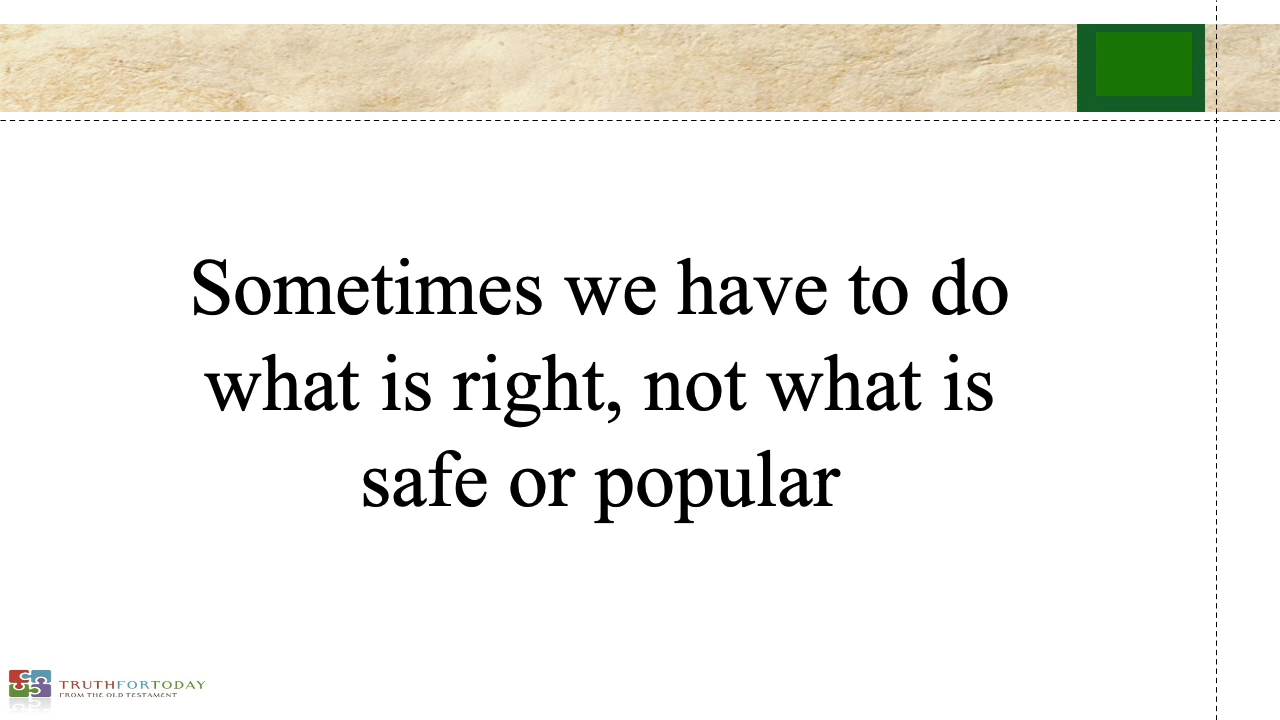 Sometimes we have to do
what is right, not what is
safe or popular
TRUTHFORTODAY
FROM THE OLD TESTAMENT